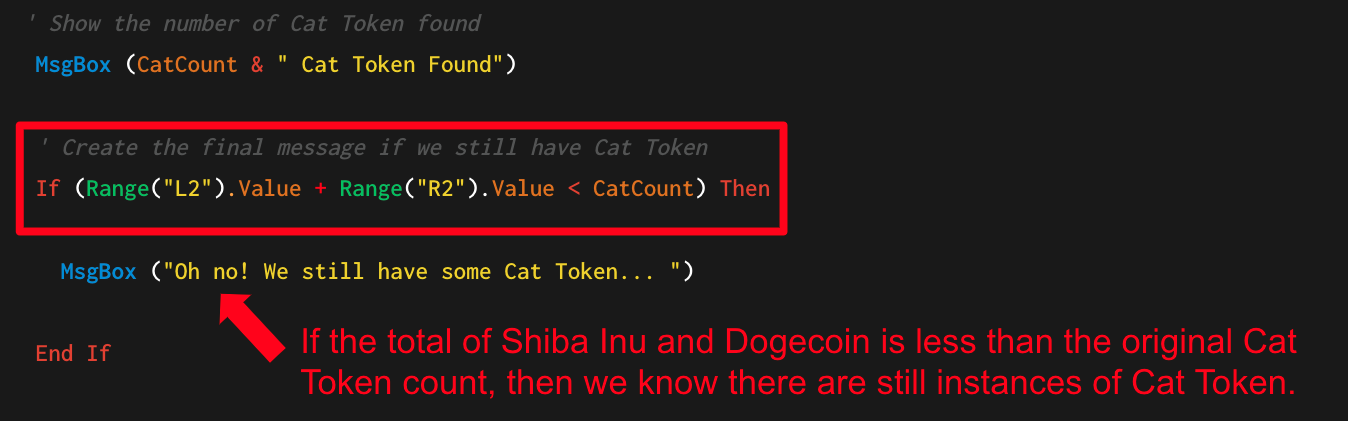 ' Show the number of Cat Token found
MsgBox (CatCount & " Cat Token Found")
' Create the final message if we still have Cat Token
If (Range("L2").Value + Range("R2").Value < CatCount) Then
MsgBox ("Oh no! We still have some Cat Token... ")
If the total of Shiba Inu and Dogecoin is less than the original Cat
Token count, then we know there are still instances of Cat Token.
End If